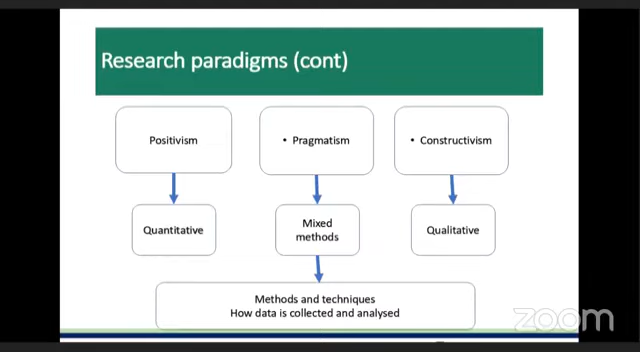 Research paradigms (cont)
Positivism
• Pragmatism
• Constructivism
Quantitative
Mixed
methods
Qualitative
Methods and techniques
How data is collected and analysed
zoom